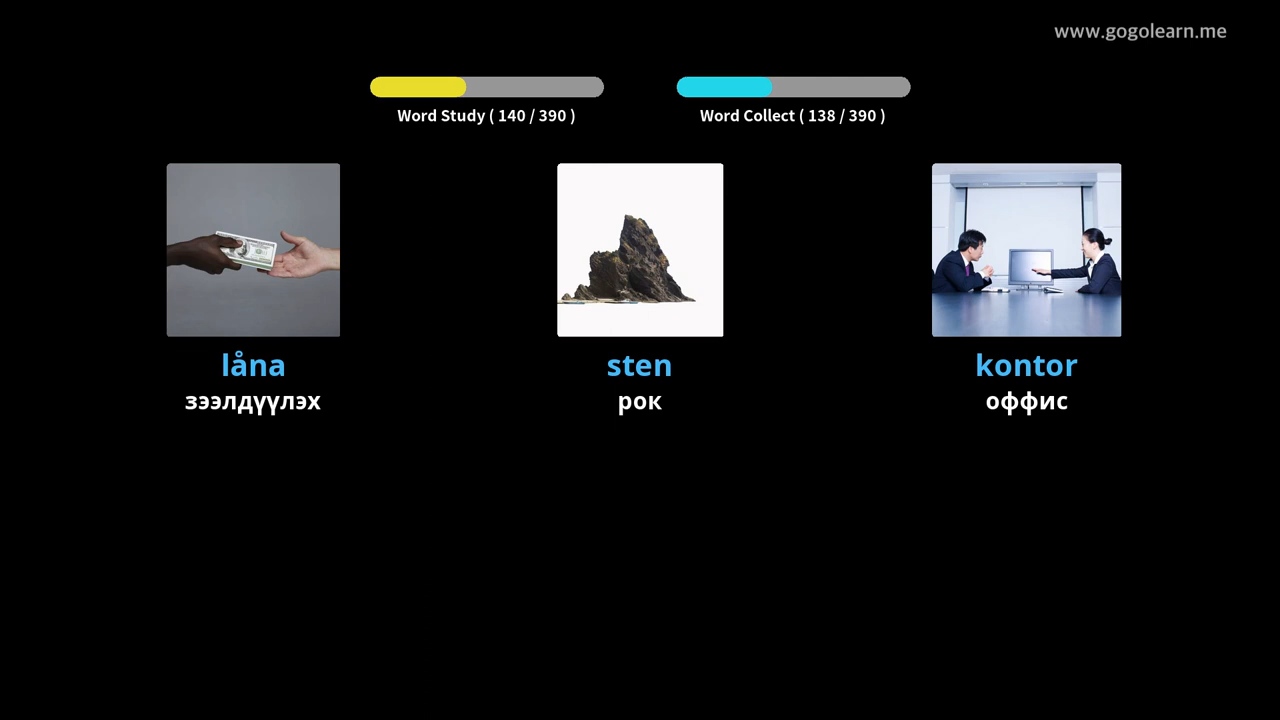 www.gogolearn.me
Word Study ( 140 / 390 )
Word Collect ( 138 / 390 )
låna
sten
kontor
зээлдүүлэх
рок
оффис